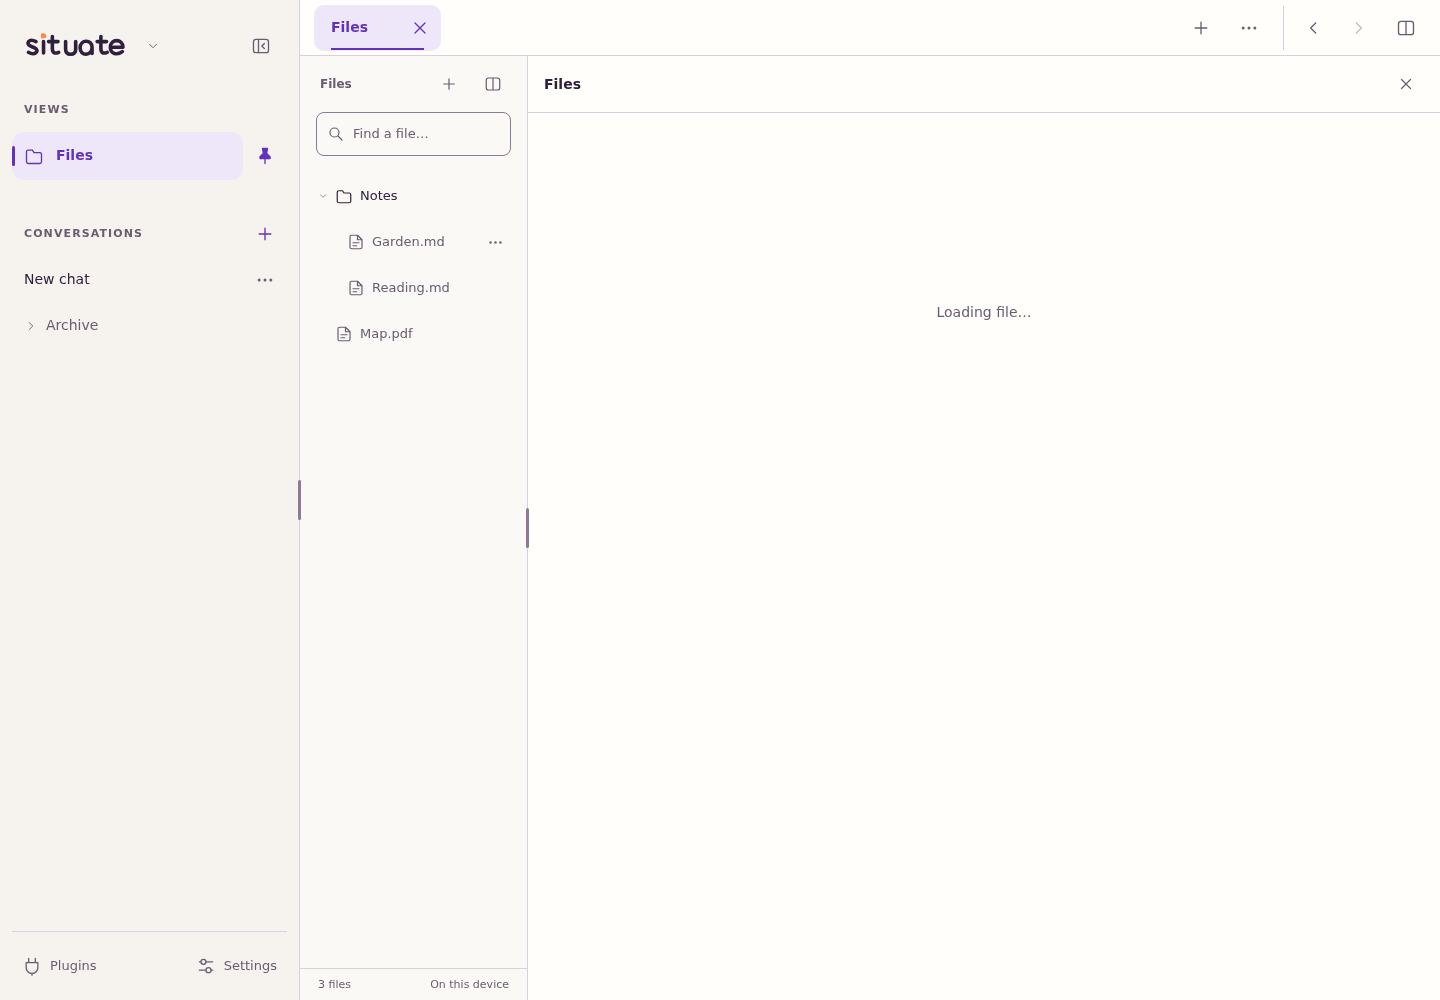 situate
VIEWS
Files
CONVERSATIONS
New chat
Archive
Plugins
Settings
Files
Files
Find a file...
Notes
Garden.md
Reading.md
Map.pdf
3 files
On this device
Files
Loading file...